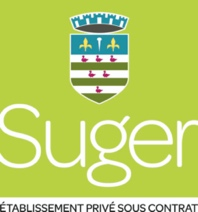 Suger
ÉTABLISSEMENT PRIVÉ SOUS CONTRAT